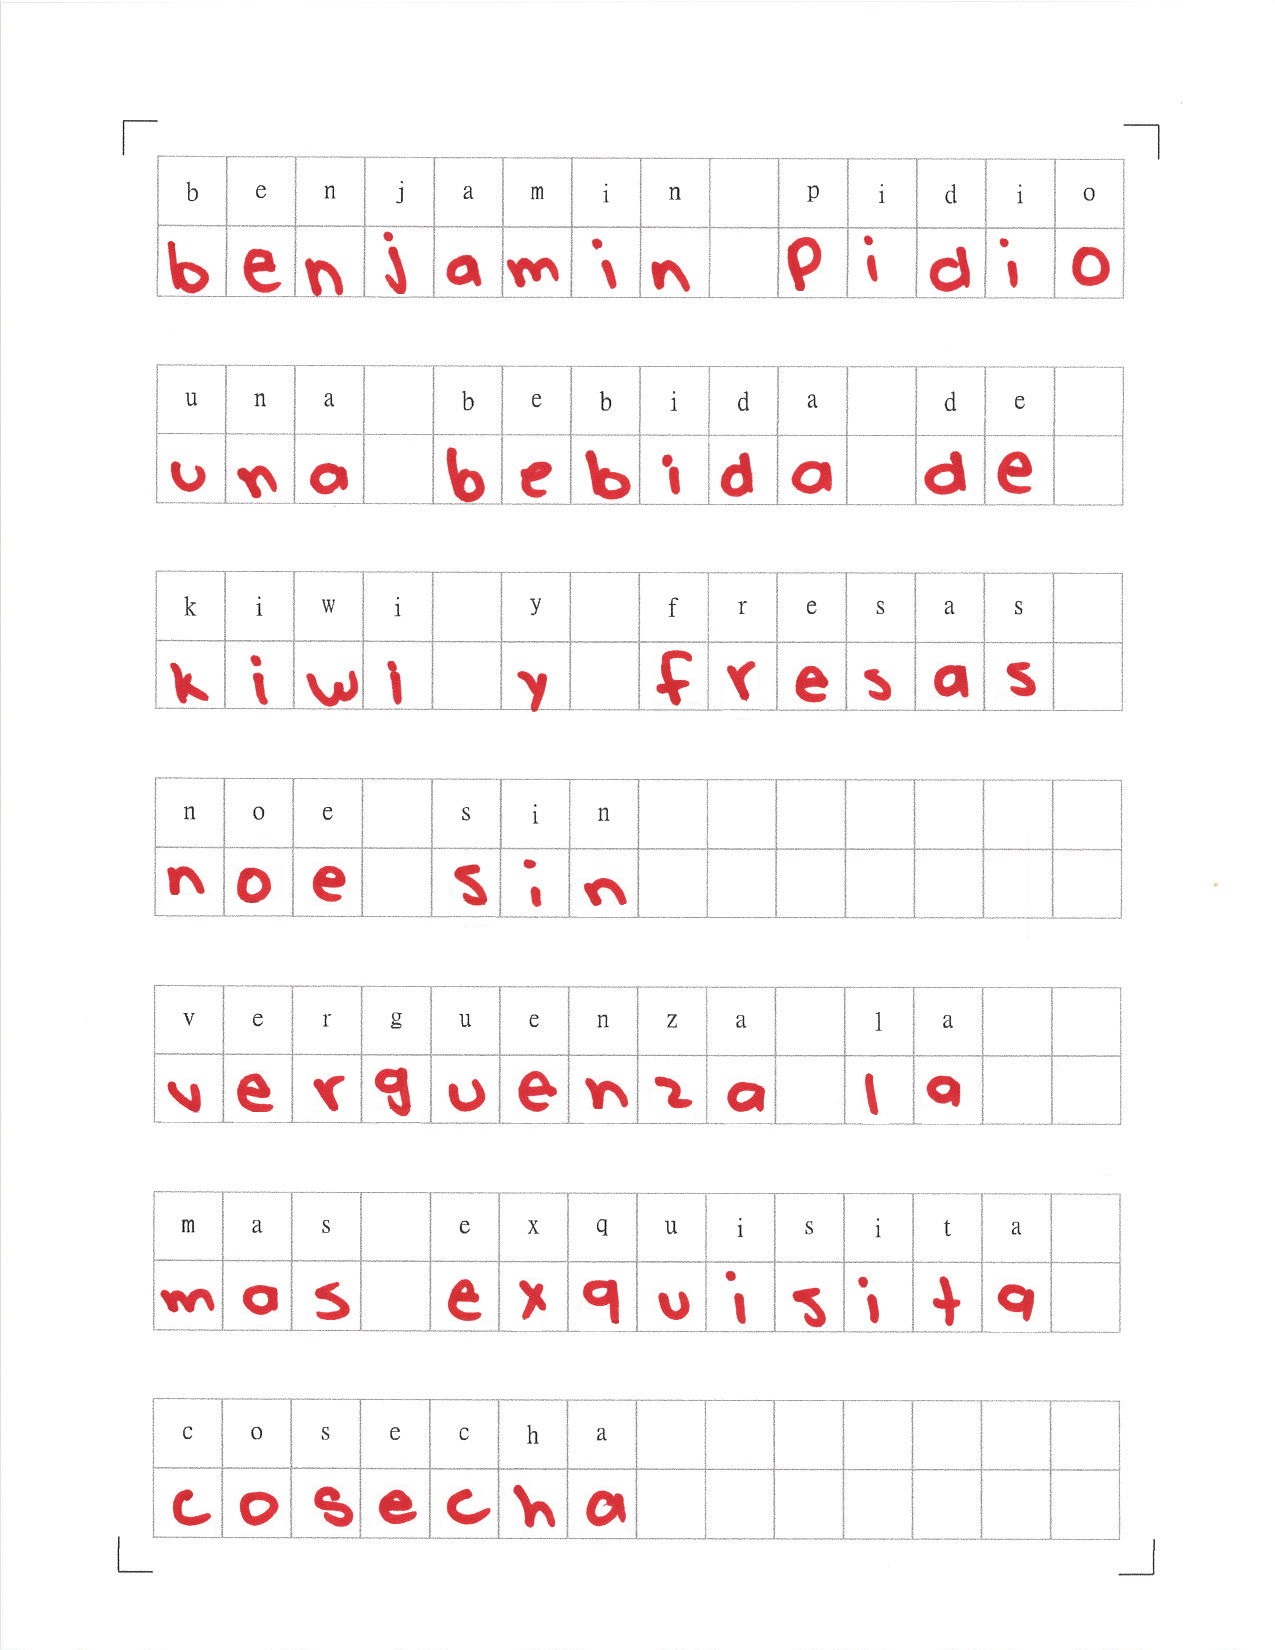 benjamin pidio
benjamin pidio
una bebida de
una bebida de
kiwi y fresas
kiwi y fresas
noe sin
noe sin
verguenza la
verguenza la
mas exquisita
mas exquisita
cosecha
cosecha